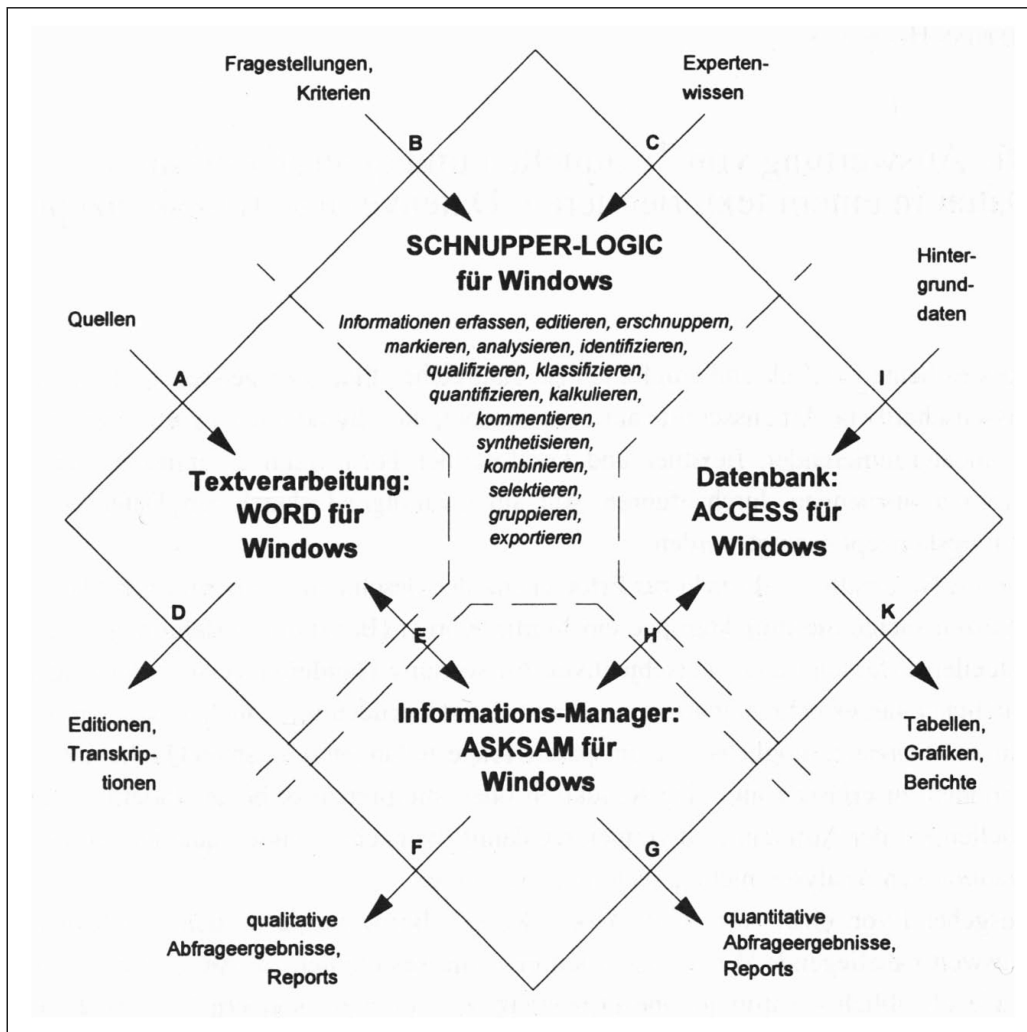 Fragestellungen,
Kriterien
Experten-
wissen
B
C
SCHNUPPER-LOGIC
für Windows
Informationen erfassen, editieren, erschnuppern,
markieren, analysieren, identifizieren,
qualifizieren, klassifizieren,
quantifizieren, kalkulieren,
kommentieren,
synthetisieren,
kombinieren,
selektieren,
gruppieren,
exportieren
Hinter-
grund-
daten
Quellen
A
I
Textverarbeitung:
WORD für
Windows
Datenbank:
ACCESS für
Windows
D
E
H
K
Editionen,
Transkrip-
tionen
Informations-Manager:
ASKSAM für
Windows
Tabellen,
Grafiken,
Berichte
F
G
qualitative
Abfrageergebnisse,
Reports
quantitative
Abfrageergebnisse,
Reports